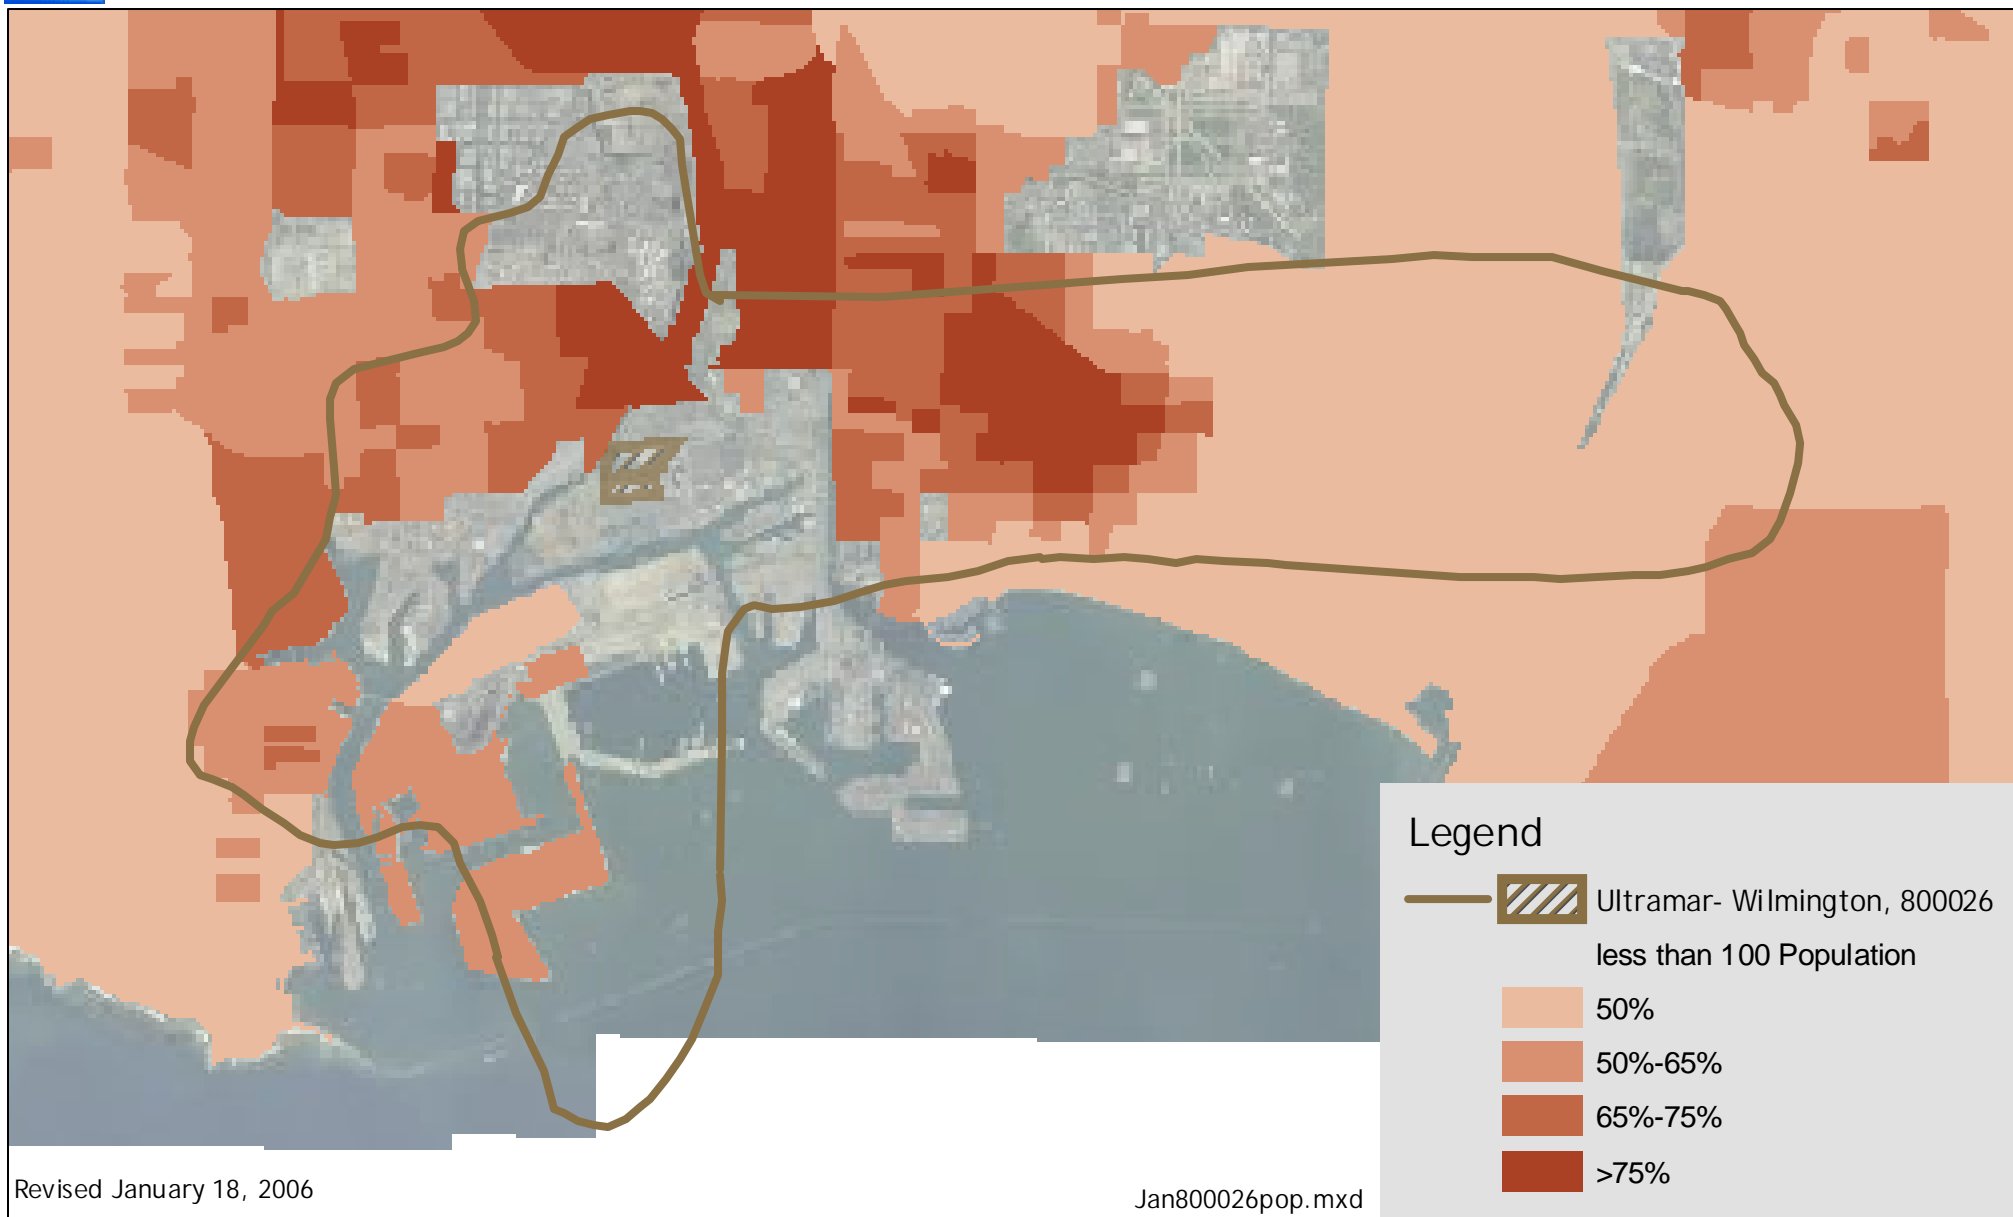 Legend
Ultramar- Wilmington, 800026
less than 100 Population
50%
50%-65%
65%-75%
>75%
Revised January 18, 2006
Jan800026pop.mxd